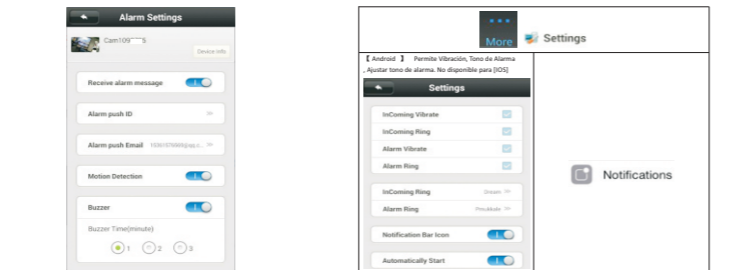 Alarm Settings
Cam109 5
Device info
Receive alarm message
Alarm push ID
Alarm push Email
Motion Detection
Buzzer
Buzzer Time(minute)
1 2 3
More
Settings
【 Android 】 Permite Vibración, Tono de Alarma
, Ajustar tono de alarma. No disponible para [IOS]
Settings
InComing Vibrate
InComing Ring
Alarm Vibrate
Alarm Ring
InComing Ring
Alarm Ring
Notification Bar Icon
Automatically Start
Notifications